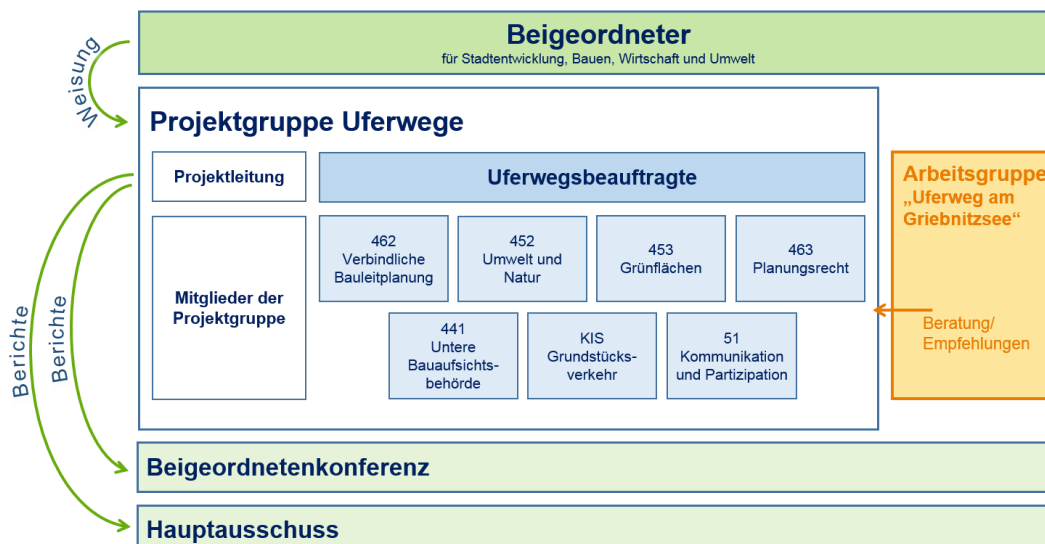 Beigeordneter
für Stadtentwicklung, Bauen, Wirtschaft und Umwelt
Weisung
Projektgruppe Uferwege
Projektleitung
Uferwegsbeauftragte
Arbeitsgruppe
„Uferweg am
Griebnitzsee“
Mitglieder der
Projektgruppe
462
Verbindliche
Bauleitplanung
452
Umwelt und
Natur
453
Grünflächen
463
Planungsrecht
441
Untere
Bauaufsichts-
behörde
KIS
Grundstücks-
verkehr
51
Kommunikation
und Partizipation
Beratung/
Empfehlungen
Berichte
Berichte
Beigeordnetenkonferenz
Hauptausschuss